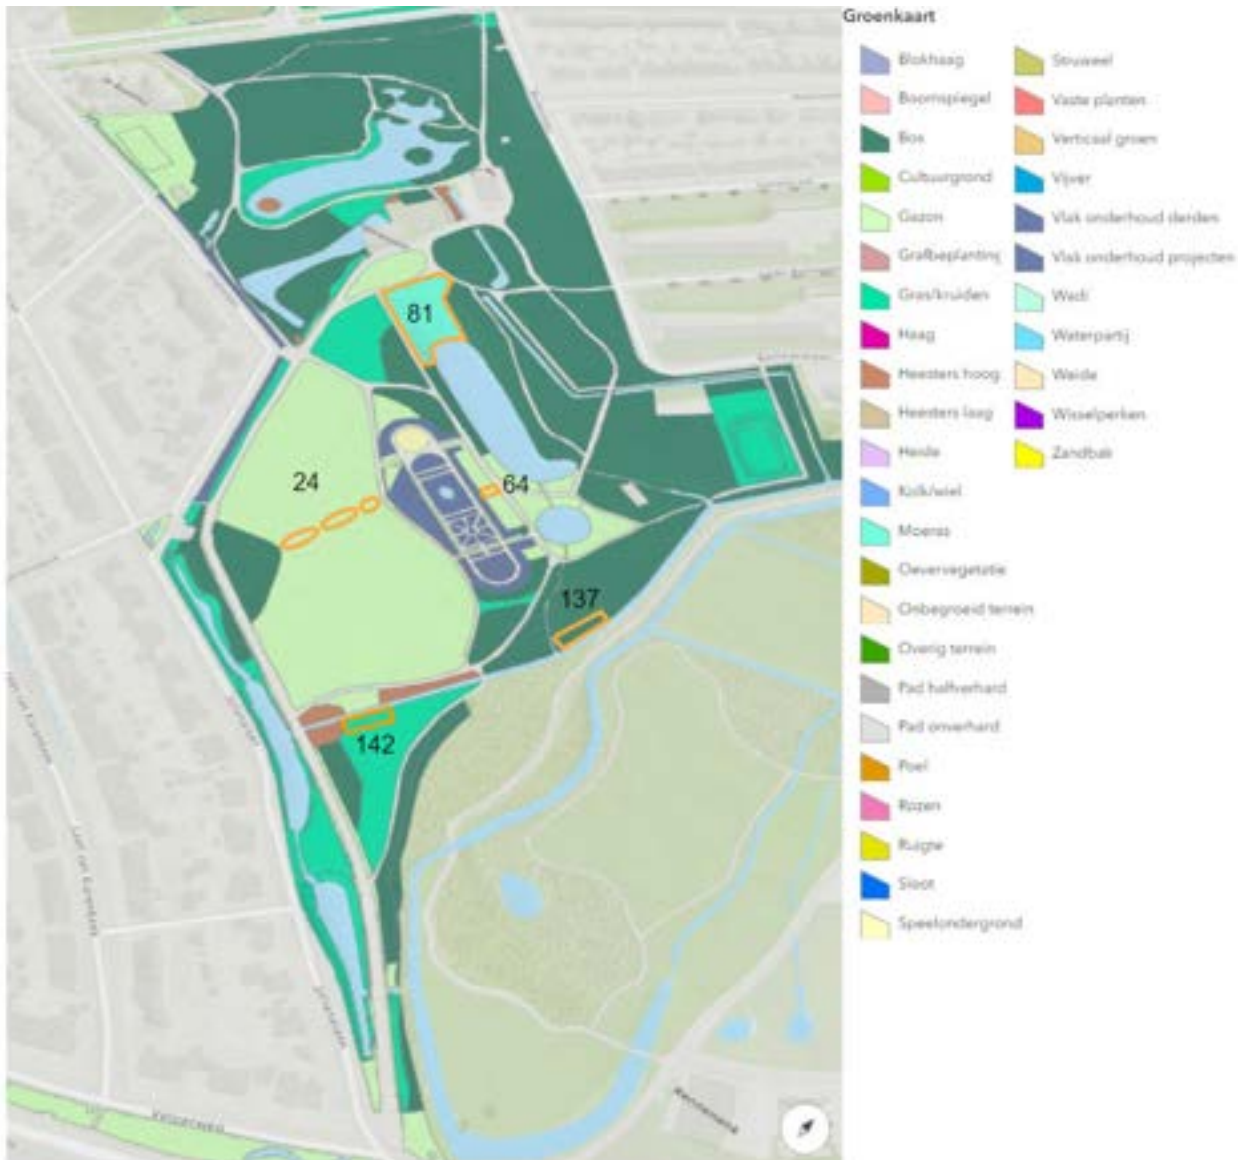 Groenkaart
Blokhaag
Boomspiegel
Bos
Cultuurgrond
Gazon
Grafbeplanting
Gras/kruiden
Haag
Heesters hoog
Heesters laag
Heide
Kolk/wiel
Moeras
Oevervegetatie
Onbegroeid terrein
Overig terrein
Pad halfverhard
Pad onverhard
Poel
Rozen
Ruigte
Sloot
Speelondergrond
Struweel
Vaste planten
Verticaal groen
Vijver
Vlak onderhoud derden
Vlak onderhoud projecten
Wadi
Waterpartij
Weide
Wisselperken
Zandbak
81
24
64
137
142